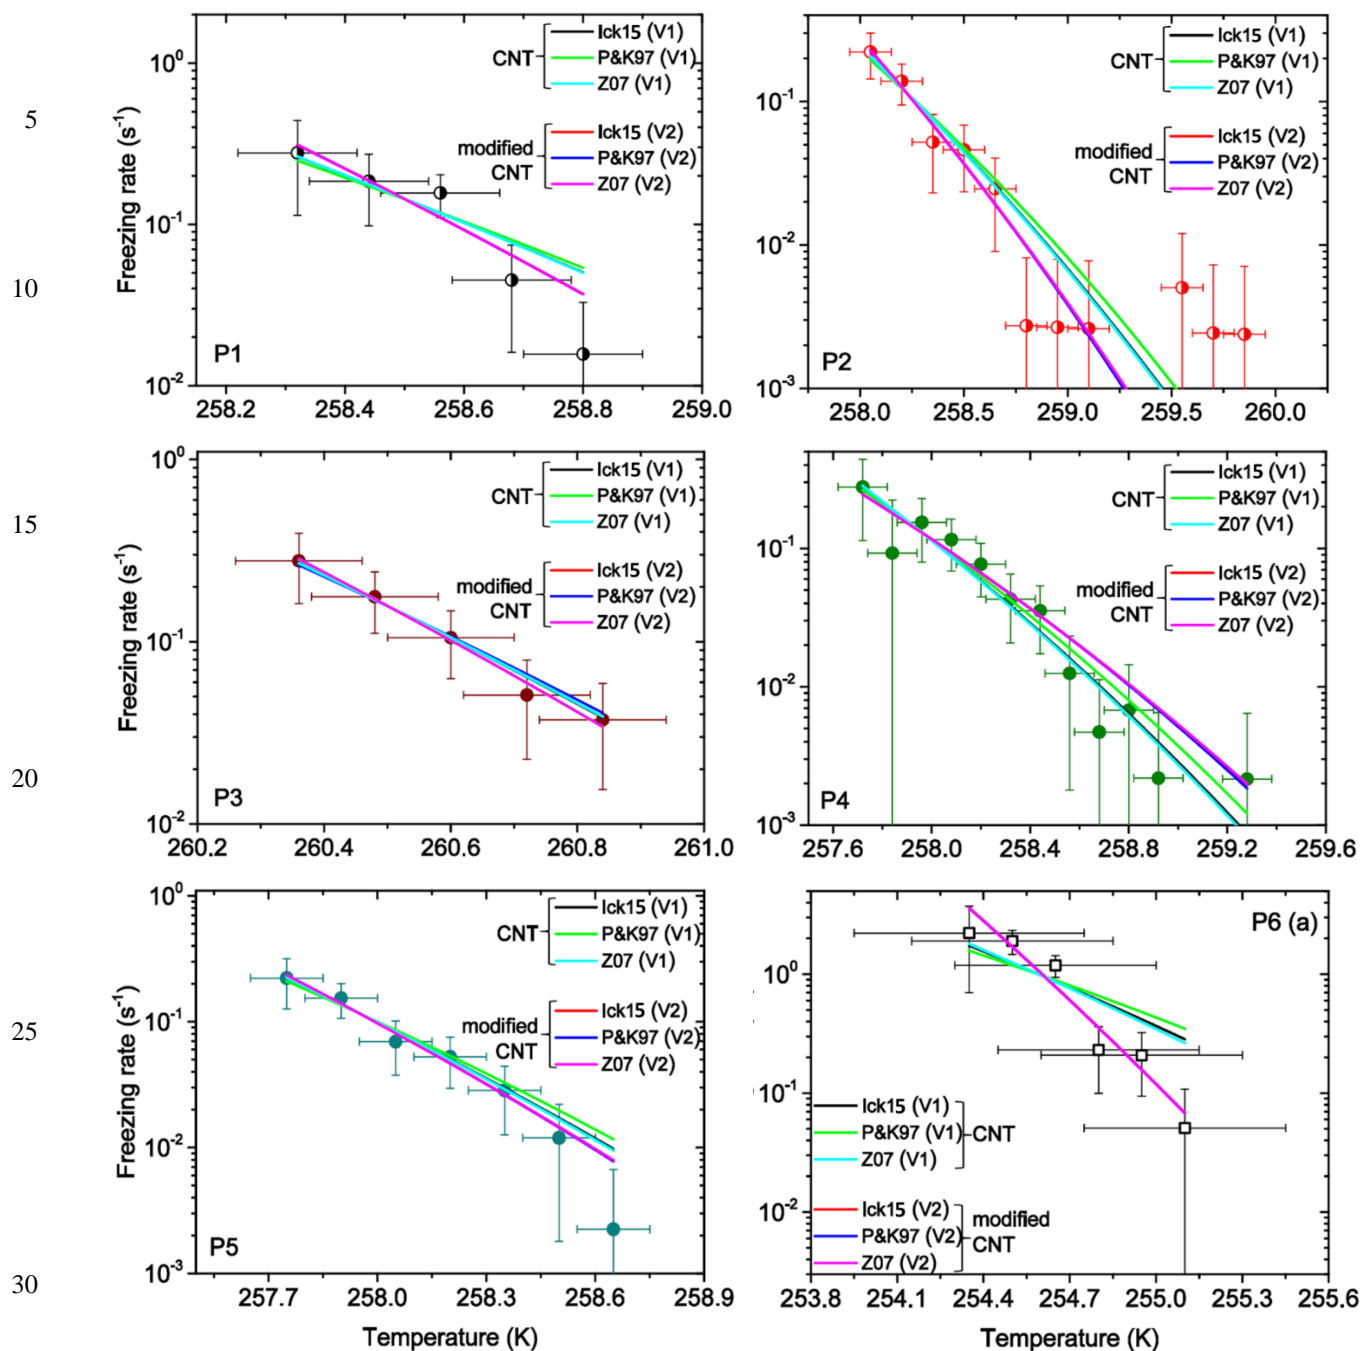 5
10
15
20
25
30
Freezing rate (s⁻¹)
10⁰
10⁻¹
10⁻²
CNT
Ick15 (V1)
P&K97 (V1)
Z07 (V1)
modified
CNT
Ick15 (V2)
P&K97 (V2)
Z07 (V2)
P1
258.2 258.4 258.6 258.8 259.0
10⁻¹
10⁻²
10⁻³
CNT
Ick15 (V1)
P&K97 (V1)
Z07 (V1)
modified
CNT
Ick15 (V2)
P&K97 (V2)
Z07 (V2)
P2
258.0 258.5 259.0 259.5 260.0
Freezing rate (s⁻¹)
10⁰
10⁻¹
10⁻²
CNT
Ick15 (V1)
P&K97 (V1)
Z07 (V1)
modified
CNT
Ick15 (V2)
P&K97 (V2)
Z07 (V2)
P3
260.2 260.4 260.6 260.8 261.0
10⁻¹
10⁻²
10⁻³
CNT
Ick15 (V1)
P&K97 (V1)
Z07 (V1)
modified
CNT
Ick15 (V2)
P&K97 (V2)
Z07 (V2)
P4
257.6 258.0 258.4 258.8 259.2 259.6
Freezing rate (s⁻¹)
10⁰
10⁻¹
10⁻²
10⁻³
CNT
Ick15 (V1)
P&K97 (V1)
Z07 (V1)
modified
CNT
Ick15 (V2)
P&K97 (V2)
Z07 (V2)
P5
257.7 258.0 258.3 258.6 258.9
Temperature (K)
10⁰
10⁻¹
10⁻²
P6 (a)
Ick15 (V1)
P&K97 (V1)
Z07 (V1)
CNT
Ick15 (V2)
P&K97 (V2)
Z07 (V2)
modified
CNT
253.8 254.1 254.4 254.7 255.0 255.3 255.6
Temperature (K)